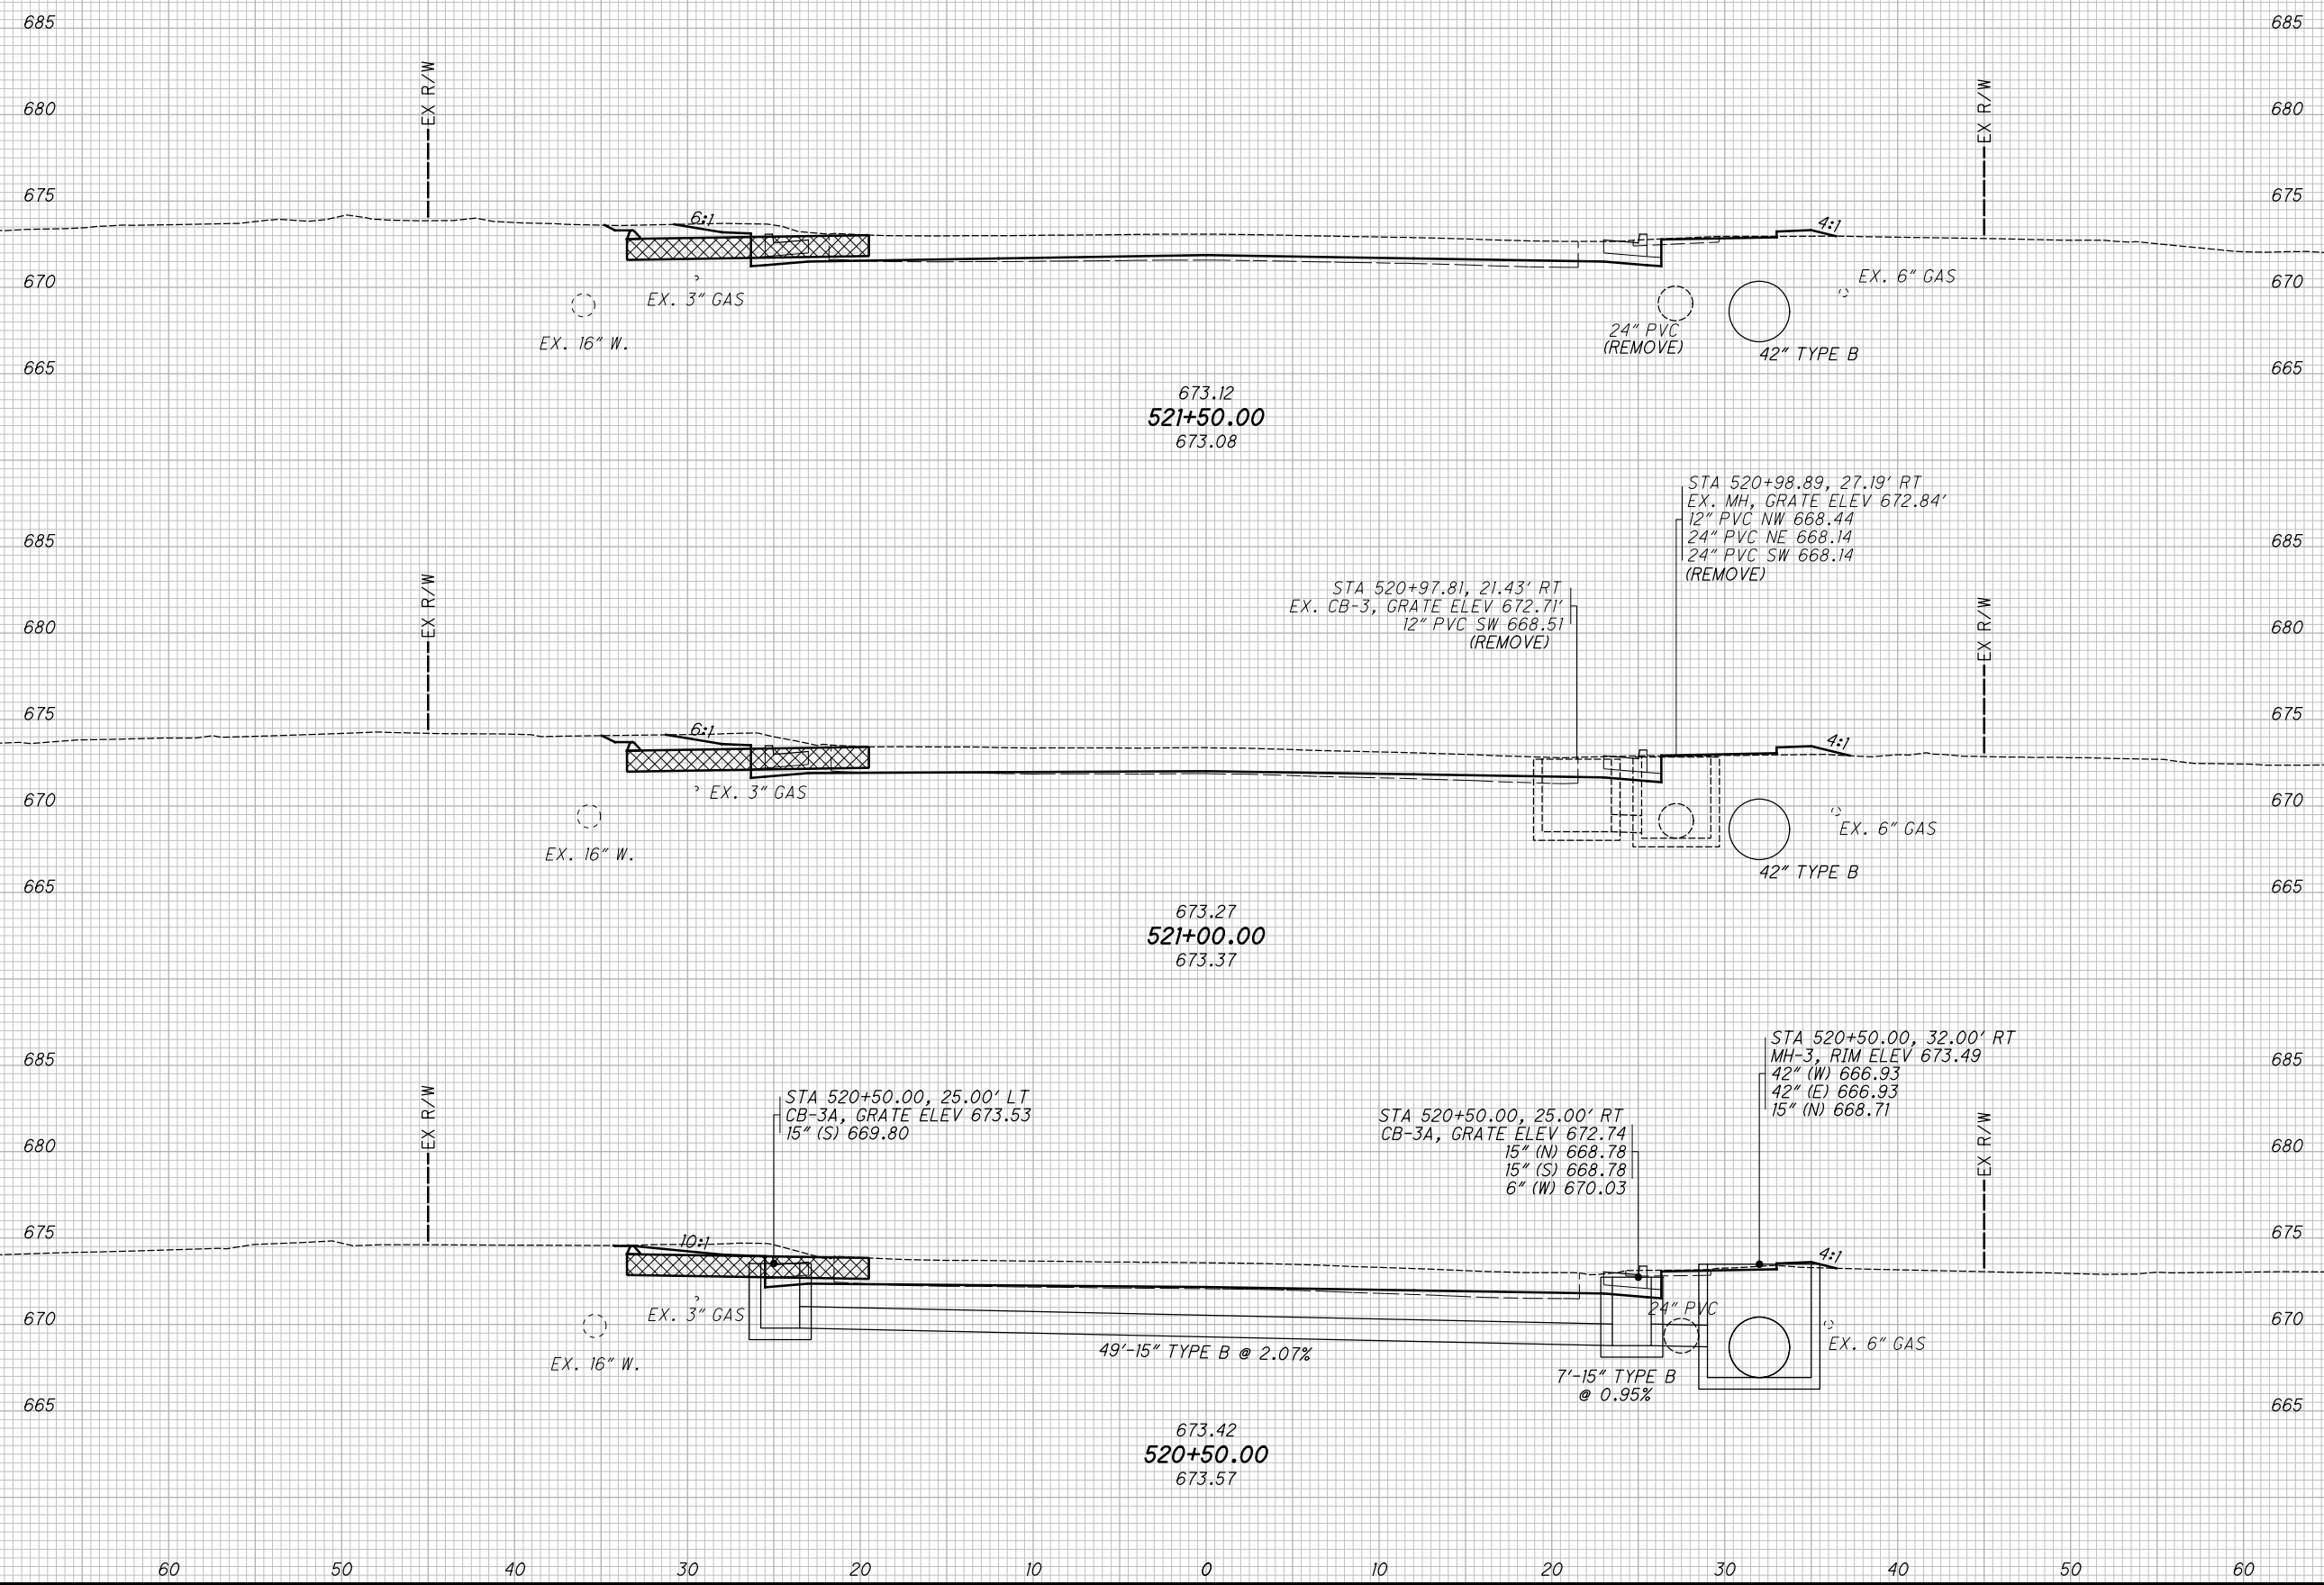 685 685
EX R/W
680 680
EX R/W
675 675
6:1
4:1
670 670
EX. 3" GAS
EX. 16" W.
EX. 6" GAS
24" PVC
(REMOVE)
42" TYPE B
665 665
673.12
521+50.00
673.08
STA 520+98.89, 27.19' RT
EX. MH, GRATE ELEV 672.84'
12" PVC NW 668.44
24" PVC NE 668.14
24" PVC SW 668.14
(REMOVE)
685 685
STA 520+97.81, 21.43' RT
EX. CB-3, GRATE ELEV 672.71'
12" PVC SW 668.51
(REMOVE)
EX R/W
680 680
EX R/W
675 675
6:1
4:1
670 670
EX. 3" GAS
EX. 16" W.
EX. 6" GAS
42" TYPE B
665 665
673.27
521+00.00
673.37
STA 520+50.00, 32.00' RT
MH-3, RIM ELEV 673.49
42" (W) 666.93
42" (E) 666.93
15" (N) 668.71
685 685
STA 520+50.00, 25.00' LT
CB-3A, GRATE ELEV 673.53
15" (S) 669.80
STA 520+50.00, 25.00' RT
CB-3A, GRATE ELEV 672.74
15" (N) 668.78
15" (S) 668.78
6" (W) 670.03
EX R/W
680 680
EX R/W
675 675
10:1
4:1
670 670
EX. 3" GAS
24" PVC
EX. 16" W.
EX. 6" GAS
49'-15" TYPE B @ 2.07%
7'-15" TYPE B
@ 0.95%
665 665
673.42
520+50.00
673.57
60 50 40 30 20 10 0 10 20 30 40 50 60